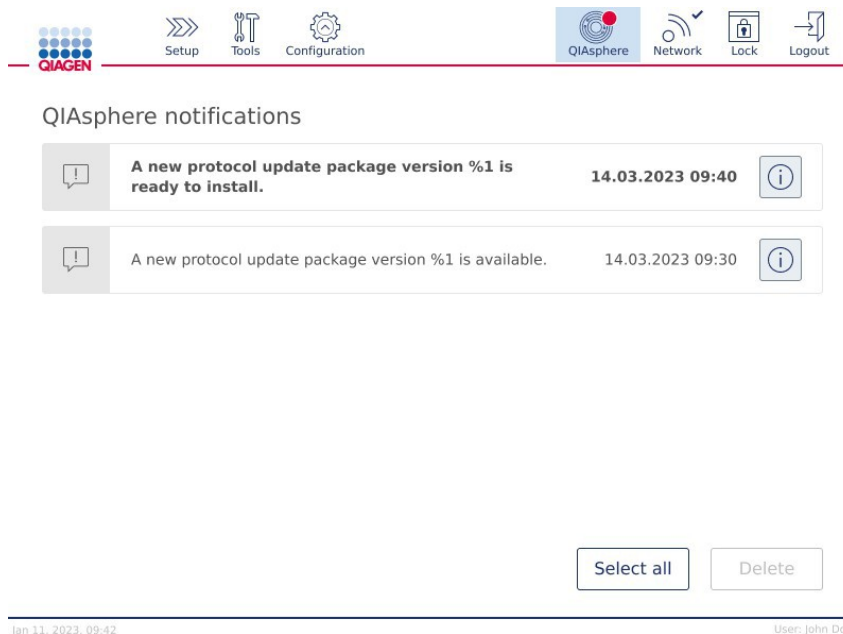 QIAGEN
Setup
Tools
Configuration
QIAsphere
Network
Lock
Logout
QIAsphere notifications
A new protocol update package version %1 is
ready to install.
14.03.2023 09:40
A new protocol update package version %1 is available.
14.03.2023 09:30
Select all
Delete
Jan 11, 2023, 09:42
User: John Do